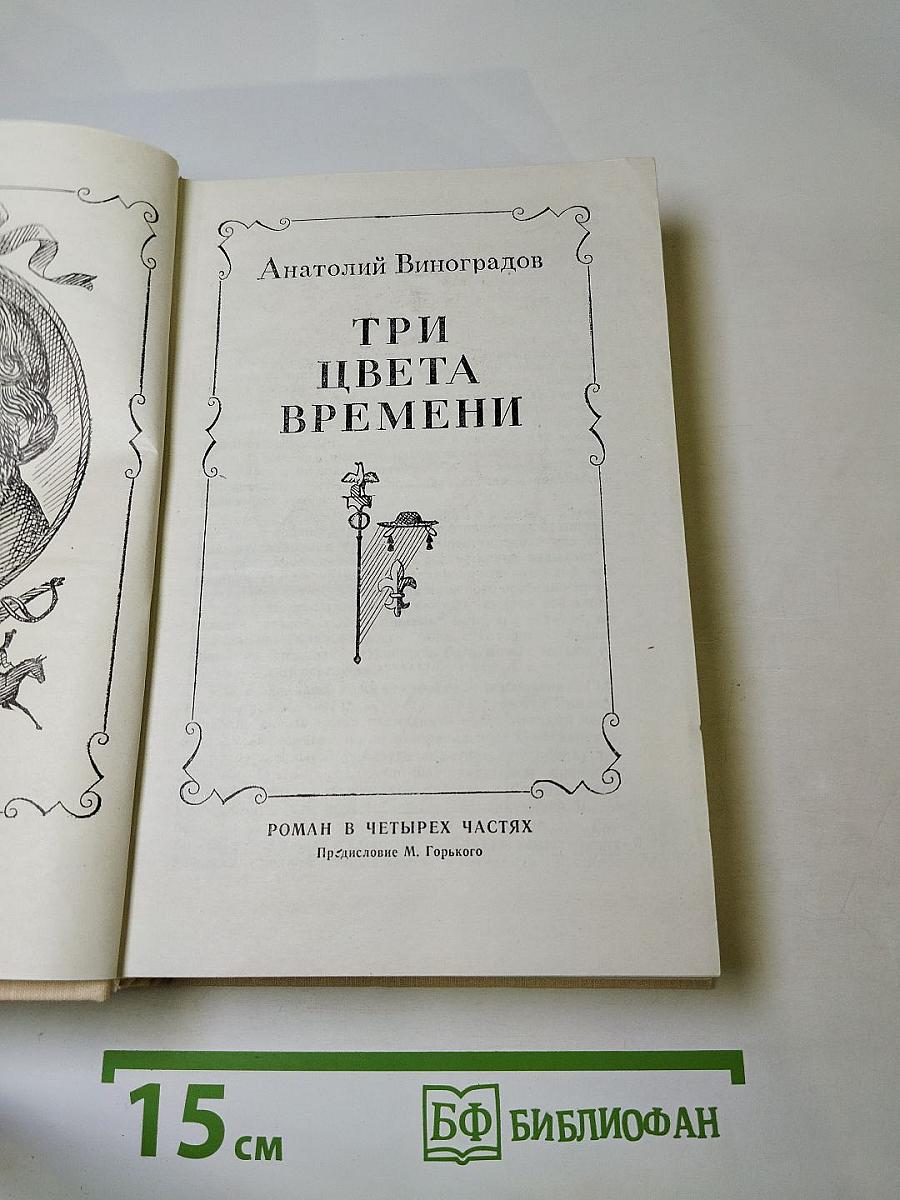 Анатолий Виноградов
ТРИ
ЦВЕТА
ВРЕМЕНИ
РОМАН В ЧЕТЫРЕХ ЧАСТЯХ
Предисловие М. Горького
15 см
БФ БИБЛИОФАН